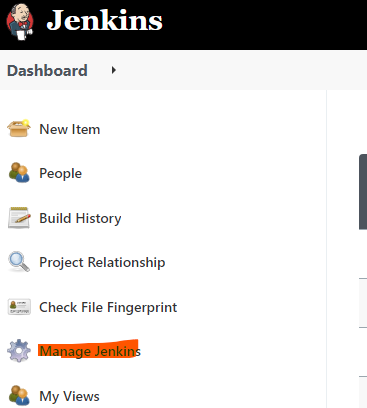 Jenkins
Dashboard
New Item
People
Build History
Project Relationship
Check File Fingerprint
Manage Jenkins
My Views